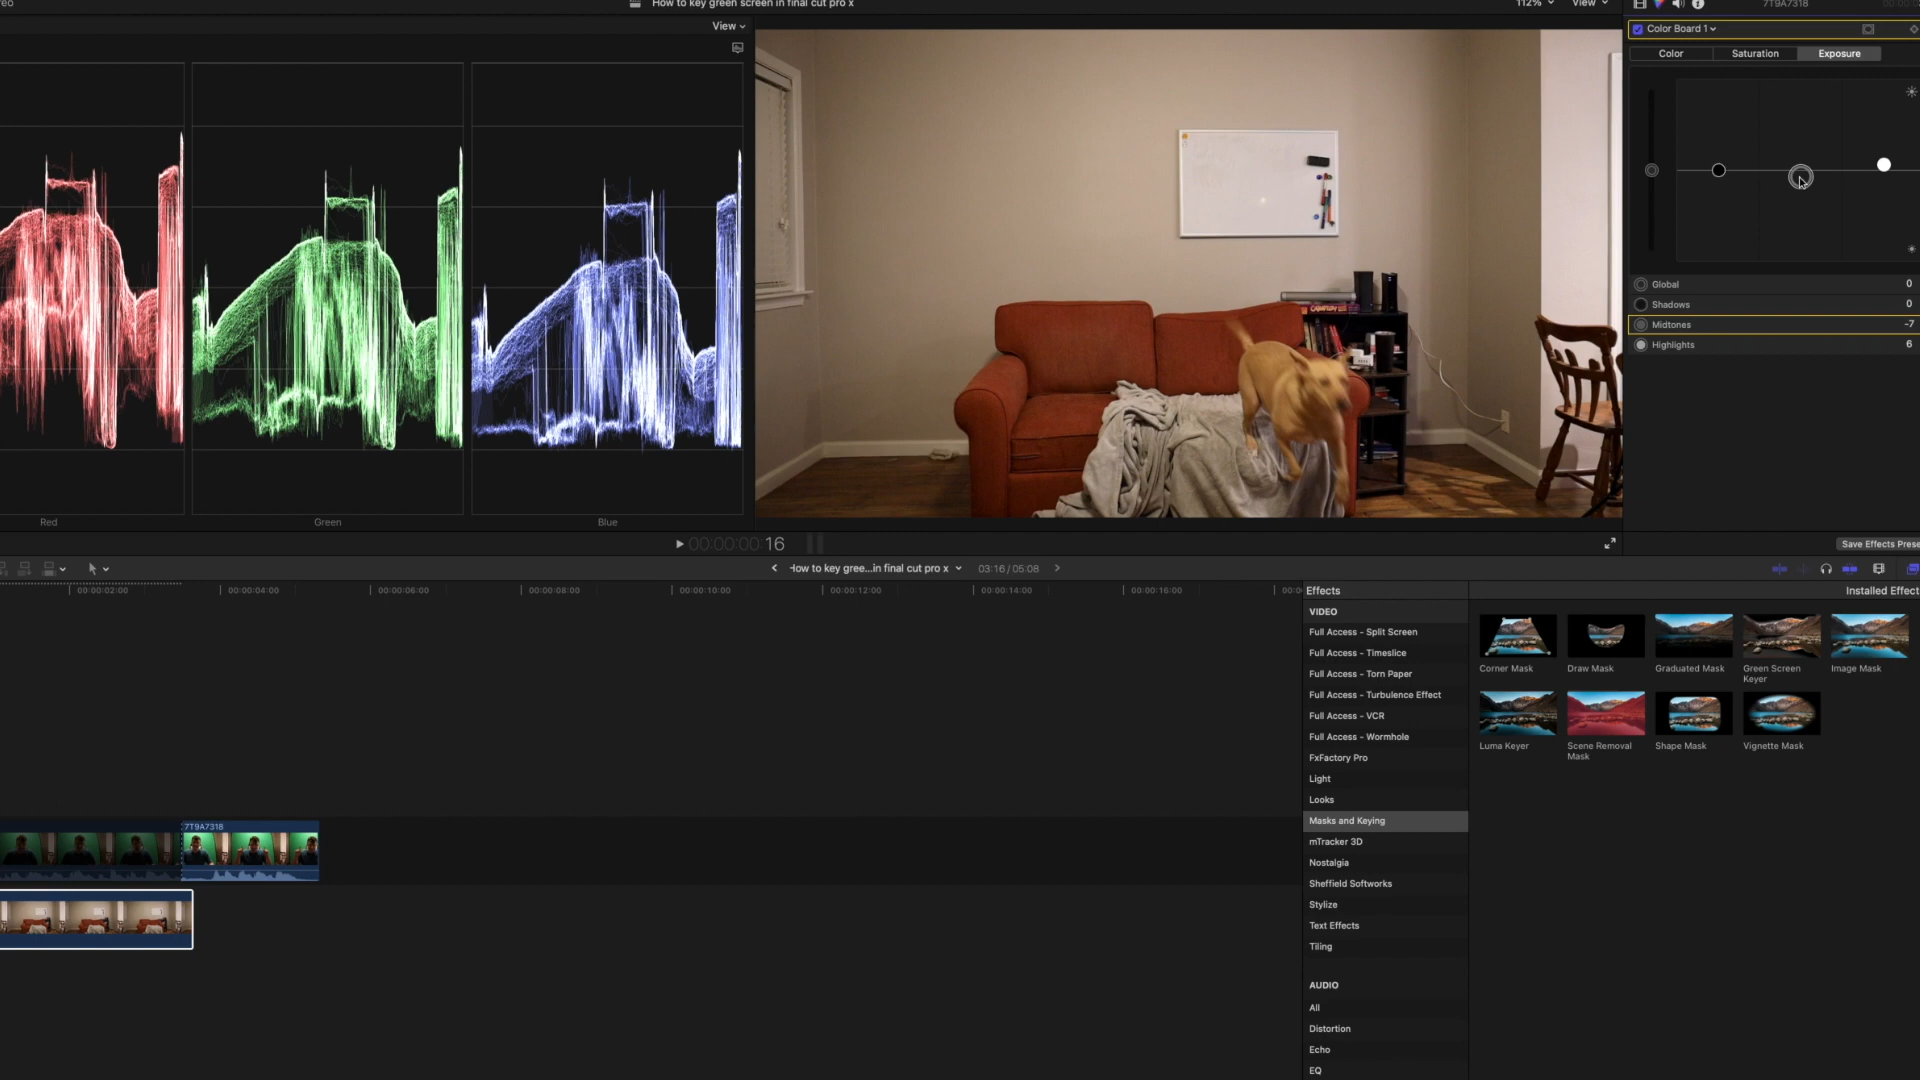 How to key green screen in final cut pro x
112%
View
7T9A7318
View
Color Board 1
Color
Saturation
Exposure
Global
0
Shadows
0
Midtones
-7
Highlights
6
Red
Green
Blue
00:00:00:16
Save Effects Prese
How to key gree...in final cut pro x
03:16 / 05:08
00:00:02:00
00:00:04:00
00:00:06:00
00:00:08:00
00:00:10:00
00:00:12:00
00:00:14:00
00:00:16:00
Effects
Installed Effect
VIDEO
Full Access - Split Screen
Full Access - Timeslice
Full Access - Torn Paper
Full Access - Turbulence Effect
Full Access - VCR
Full Access - Wormhole
FxFactory Pro
Light
Looks
Masks and Keying
mTracker 3D
Nostalgia
Sheffield Softworks
Stylize
Text Effects
Tiling
AUDIO
All
Distortion
Echo
EQ
Corner Mask
Draw Mask
Graduated Mask
Green Screen
Keyer
Image Mask
Luma Keyer
Scene Removal
Mask
Shape Mask
Vignette Mask
7T9A7318